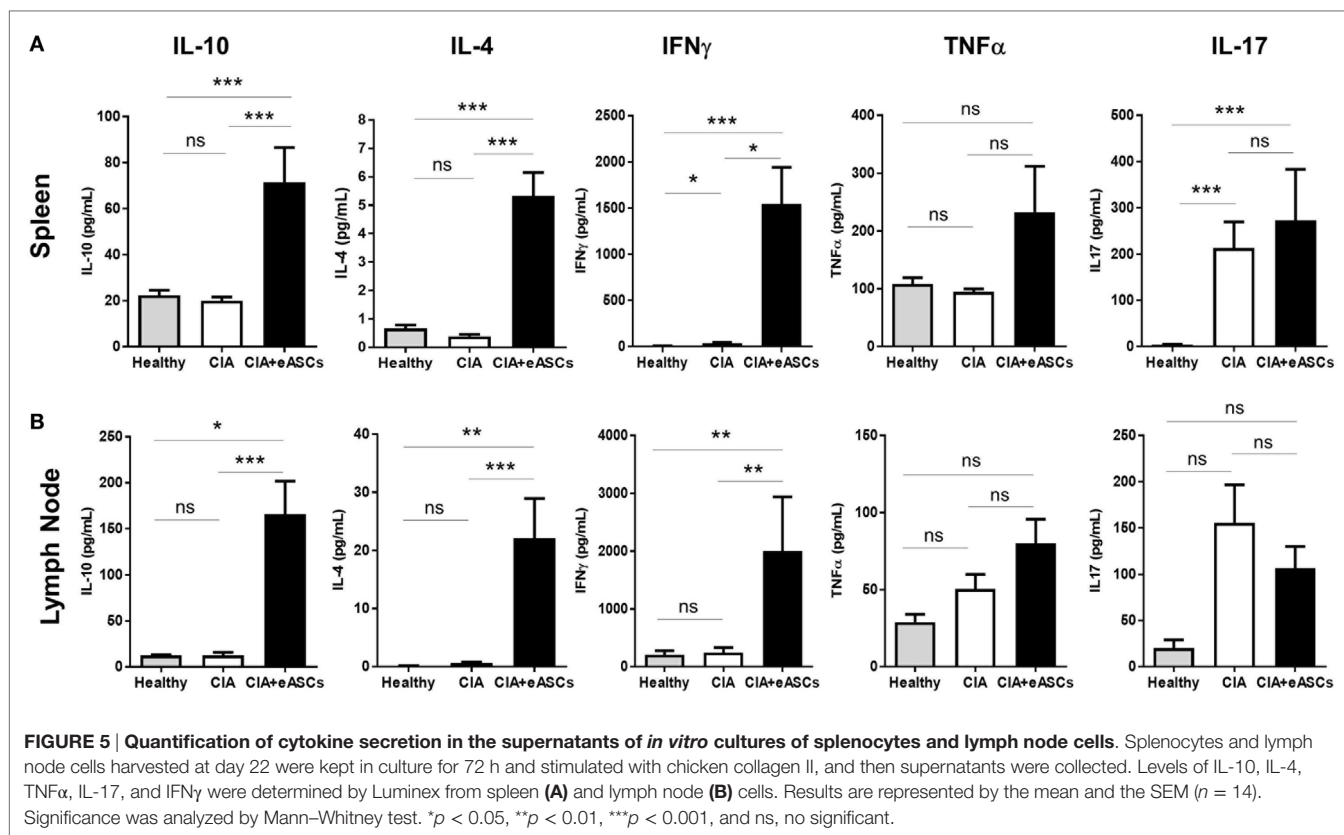 A
IL-10 IL-4 IFNγ TNFα IL-17
Spleen
IL-10 (pg/mL)
100
80
60
40
20
0
***
ns
***
Healthy CIA CIA+eASCs
IL-4 (pg/mL)
8
7
6
5
4
3
2
1
0
***
ns
***
Healthy CIA CIA+eASCs
IFNγ (pg/mL)
2500
2000
1500
1000
500
0
***
*
*
Healthy CIA CIA+eASCs
TNFα (pg/mL)
400
300
200
100
0
ns
ns
ns
Healthy CIA CIA+eASCs
IL17 (pg/mL)
500
400
300
200
100
0
***
ns
***
Healthy CIA CIA+eASCs
B
Lymph Node
IL-10 (pg/mL)
250
200
150
100
50
0
*
***
ns
Healthy CIA CIA+eASCs
IL-4 (pg/mL)
40
30
20
10
0
**
***
ns
Healthy CIA CIA+eASCs
IFNγ (pg/mL)
4000
3000
2000
1000
0
**
**
ns
Healthy CIA CIA+eASCs
TNFα (pg/mL)
150
100
50
0
ns
ns
ns
Healthy CIA CIA+eASCs
IL17 (pg/mL)
250
200
150
100
50
0
ns
ns
ns
Healthy CIA CIA+eASCs
FIGURE 5 | Quantification of cytokine secretion in the supernatants of in vitro cultures of splenocytes and lymph node cells. Splenocytes and lymph
node cells harvested at day 22 were kept in culture for 72 h and stimulated with chicken collagen II, and then supernatants were collected. Levels of IL-10, IL-4,
TNFα, IL-17, and IFNγ were determined by Luminex from spleen (A) and lymph node (B) cells. Results are represented by the mean and the SEM (n = 14).
Significance was analyzed by Mann–Whitney test. *p < 0.05, **p < 0.01, ***p < 0.001, and ns, no significant.